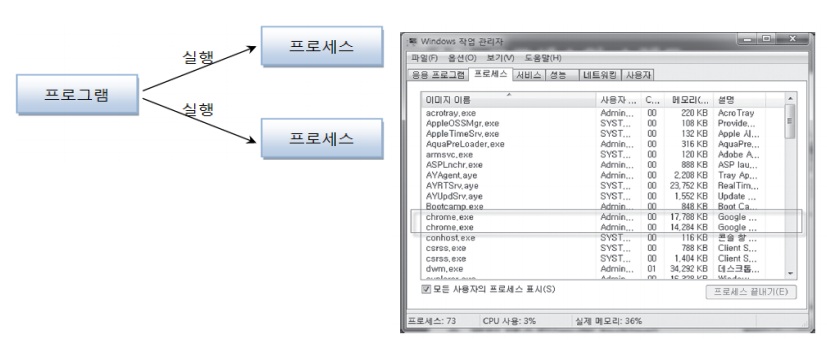 프로그램
실행
실행
프로세스
프로세스
Windows 작업 관리자
파일(F) 옵션(O) 보기(V) 도움말(H)
응용 프로그램 프로세스 서비스 성능 네트워킹 사용자
이미지 이름 사용자 ... C... 메모리(... 설명
acrotray.exe Admin... 00 220 KB AcroTray
AppleOSSMgr.exe SYST... 00 108 KB Provide...
AppleTimeSrv.exe SYST... 00 132 KB Apple 시...
AquaPreLoader.exe Admin... 00 316 KB AquaPre...
armsvc.exe SYST... 00 120 KB Adobe A...
ASPLnchr.exe Admin... 00 888 KB ASP lau...
AYAgent.aye Admin... 00 2,208 KB Tray Ap...
AYRTSrv.aye SYST... 00 23,752 KB RealTim...
AYUpdSrv.aye SYST... 00 1,552 KB Update ...
Bootcamp.exe Admin... 00 848 KB Boot Ca...
chrome.exe Admin... 00 17,788 KB Google ...
chrome.exe Admin... 00 14,284 KB Google ...
conhost.exe SYST... 00 116 KB 콘솔 창 ...
csrss.exe SYST... 00 788 KB Client S...
csrss.exe SYST... 00 1,404 KB Client S...
dwm.exe Admin... 01 34,292 KB 데스크톱...
모든 사용자의 프로세스 표시(S) 프로세스 끝내기(E)
프로세스: 73 CPU 사용: 3% 실제 메모리: 36%